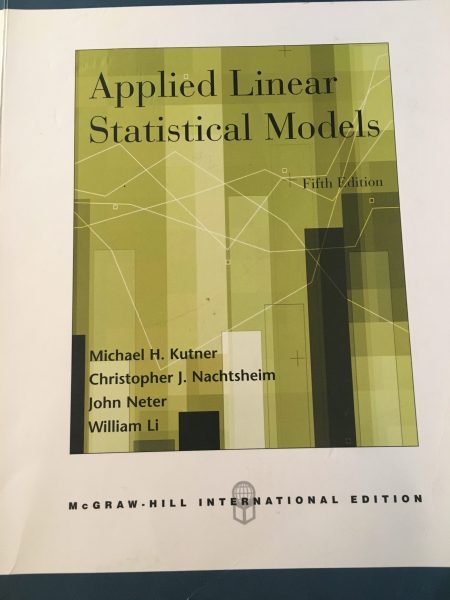 Applied Linear
Statistical Models
Fifth Edition
Michael H. Kutner
Christopher J. Nachtsheim
John Neter
William Li
McGRAW-HILL INTERNATIONAL EDITION